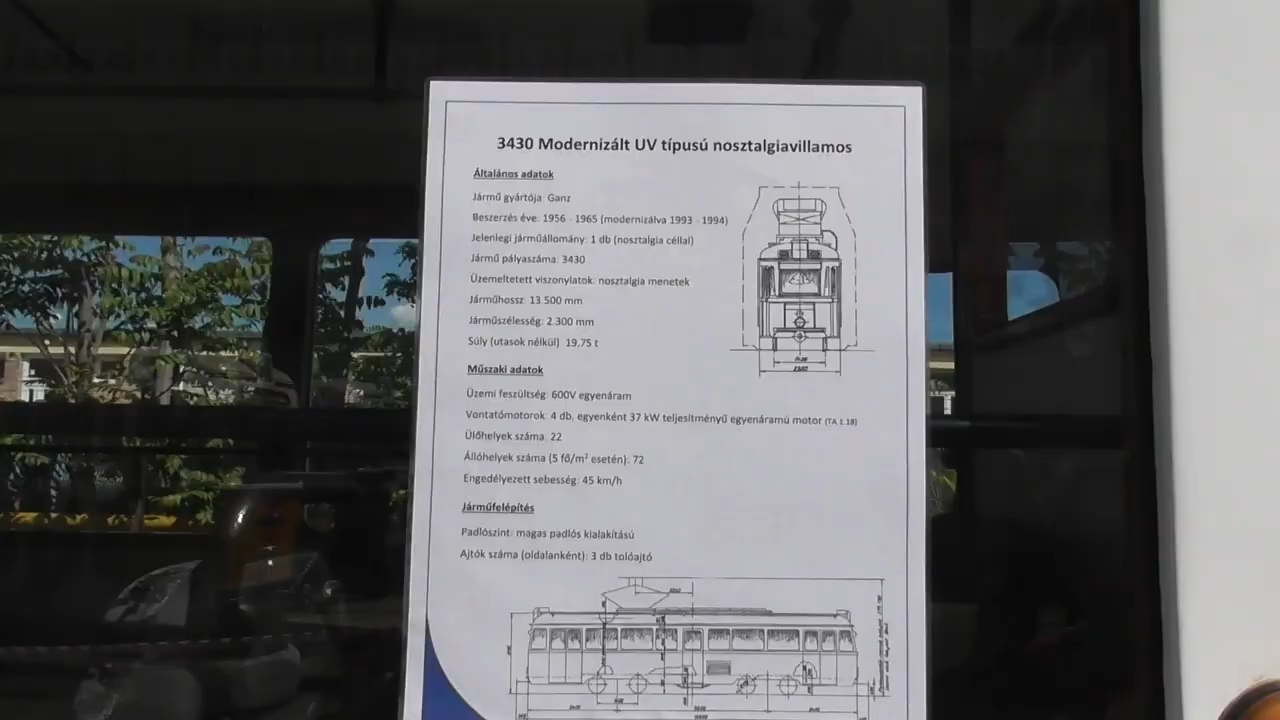 3430 Modernizált UV típusú nosztalgiavillamos
Általános adatok
Jármű gyártója: Ganz
Beszerzés éve: 1956 - 1965 (modernizálva 1993 - 1994)
Jelenlegi járműállomány: 1 db (nosztalgia céllal)
Jármű pályaszáma: 3430
Üzemeltetett viszonylatok: nosztalgia menetek
Járműhossz: 13.500 mm
Járműszélesség: 2.300 mm
Súly (utasok nélkül): 19,75 t
Műszaki adatok
Üzemi feszültség: 600V egyenáram
Vontatómotorok: 4 db, egyenként 37 kW teljesítményű egyenáramú motor (TA 1.18)
Ülőhelyek száma: 22
Állóhelyek száma (5 fő/m² esetén): 72
Engedélyezett sebesség: 45 km/h
Járműfelépítés
Padlószint: magas padlós kialakítású
Ajtók száma (oldalanként): 3 db tolóajtó